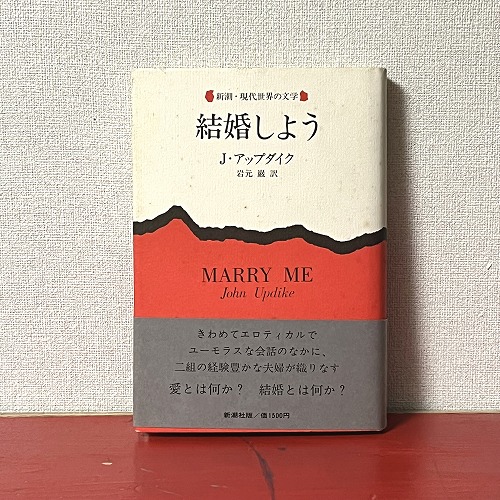 新潮・現代世界の文学
結婚しよう
J・アップダイク
岩元 巌 訳
MARRY ME
John Updike
きわめてエロティカルで
ユーモラスな会話のなかに、
二組の経験豊かな夫婦が織りなす
愛とは何か? 結婚とは何か?
新潮社版/価1500円